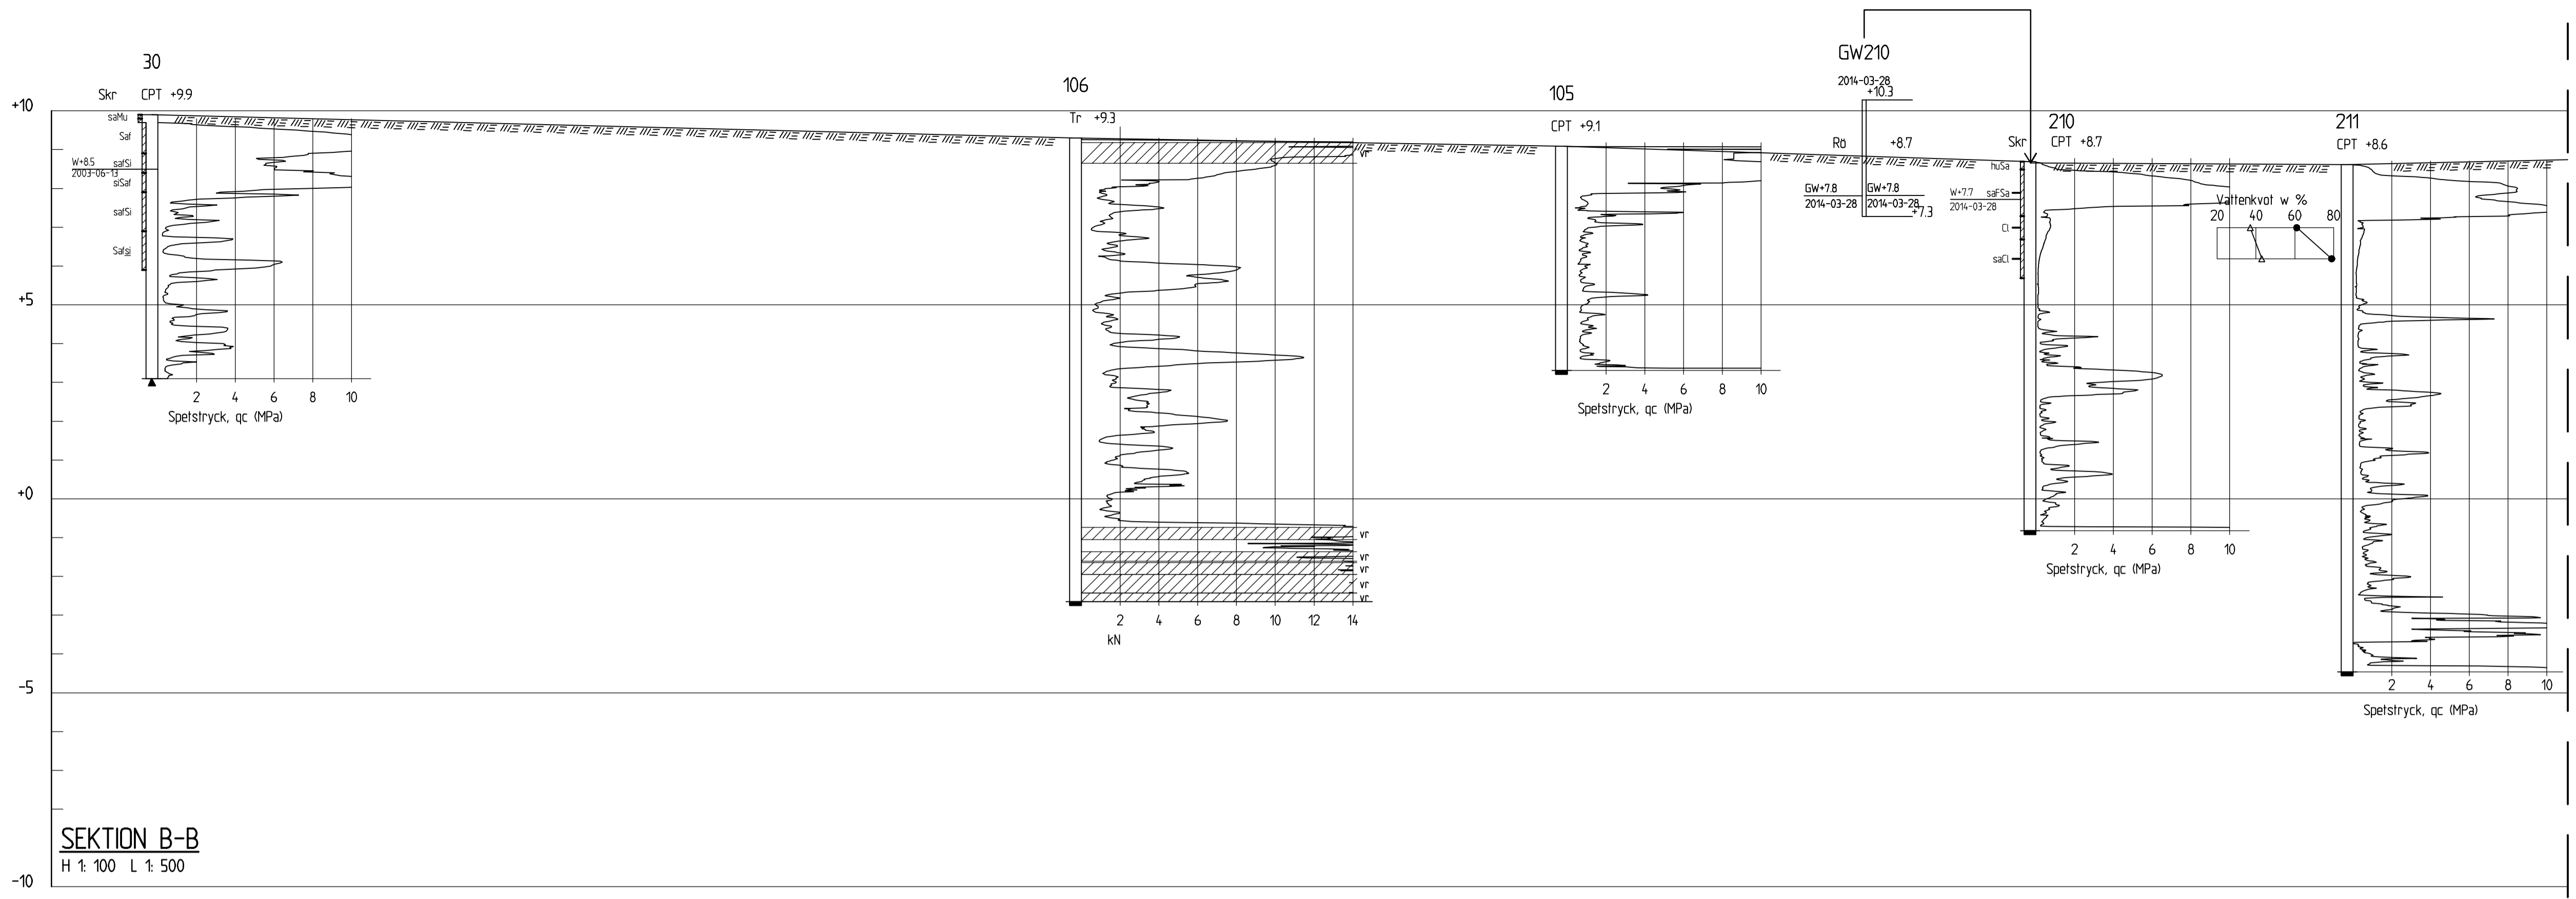 GW210
2014-03-28
+10.3
30
Skr CPT +9.9
106
Tr +9.3
105
CPT +9.1
Rö +8.7
Skr
210
CPT +8.7
211
CPT +8.6
+10
+5
+0
-5
-10
saMu
Saf
W+8.5
2003-06-13
safSi
siSaf
safSi
Safsi
2 4 6 8 10
Spetstryck, qc (MPa)
vr
vr
vr
vr
vr
vr
2 4 6 8 10 12 14
kN
2 4 6 8 10
Spetstryck, qc (MPa)
GW+7.8
2014-03-28
GW+7.8
2014-03-28
+7.3
huSa
W+7.7
2014-03-28
saFSa
Cl
saCl
2 4 6 8 10
Spetstryck, qc (MPa)
Vattenkvot w %
20 40 60 80
2 4 6 8 10
Spetstryck, qc (MPa)
SEKTION B-B
H 1: 100 L 1: 500